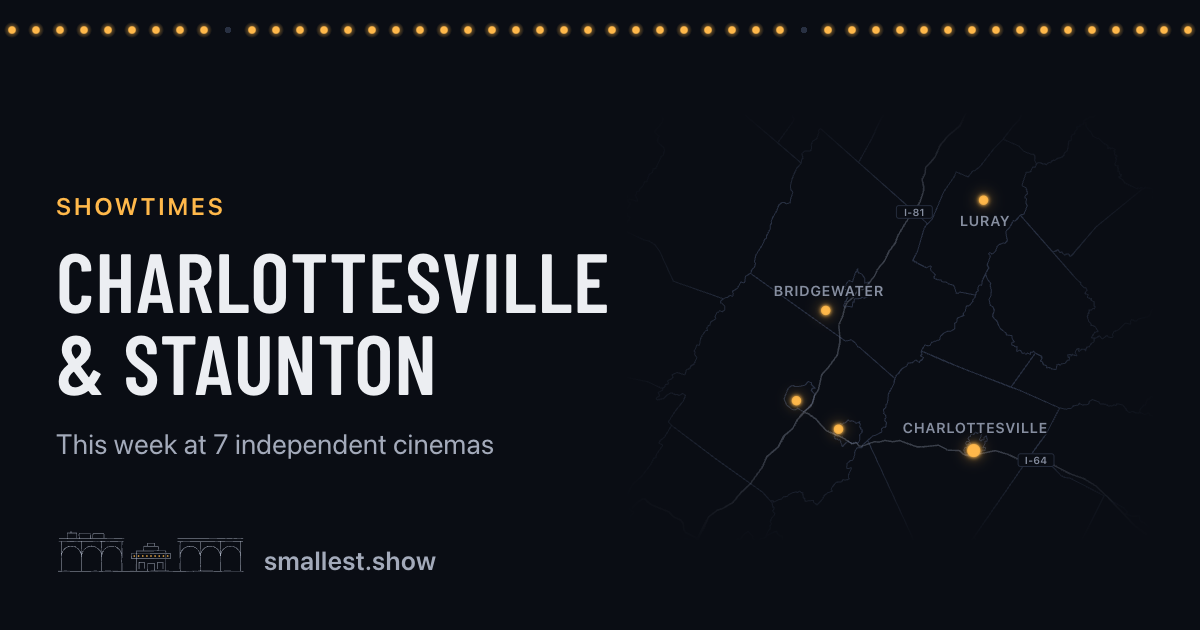 SHOWTIMES
CHARLOTTESVILLE
& STAUNTON
This week at 7 independent cinemas
smallest.show
I-81
LURAY
BRIDGEWATER
CHARLOTTESVILLE
I-64